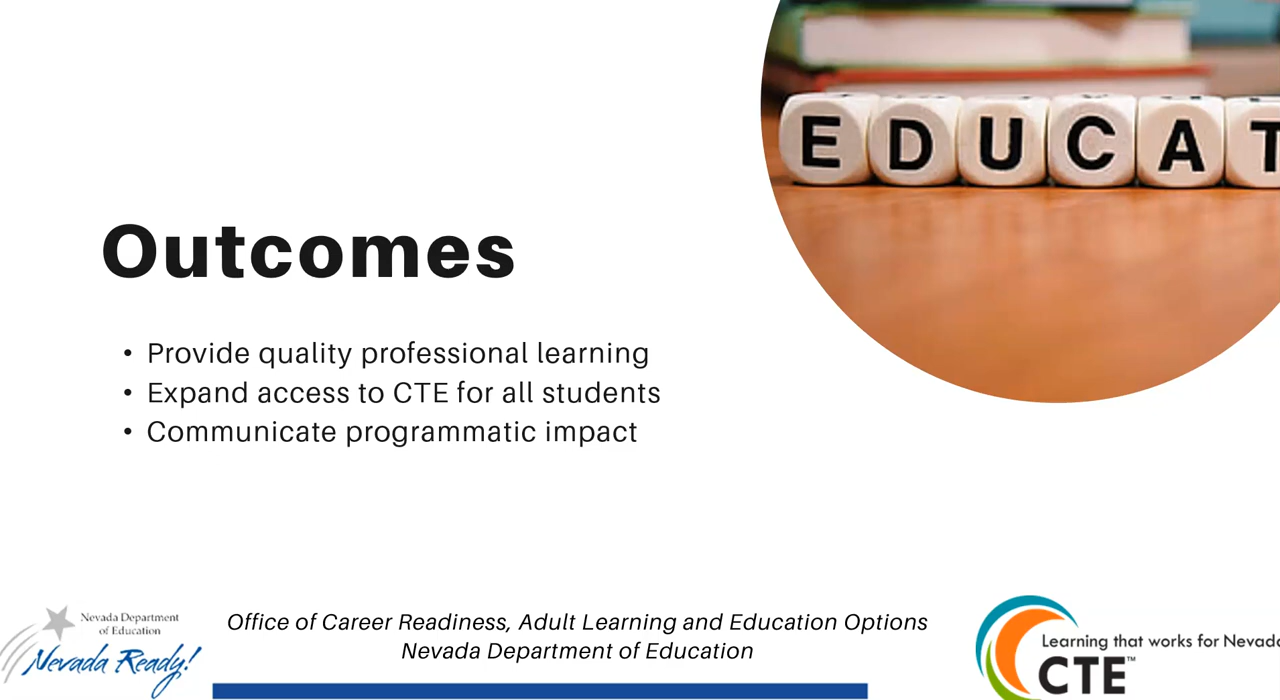 EDUCAT
Outcomes
• Provide quality professional learning
• Expand access to CTE for all students
• Communicate programmatic impact
Nevada Department
of Education
Nevada Ready!
Office of Career Readiness, Adult Learning and Education Options
Nevada Department of Education
Learning that works for Nevada
CTE™